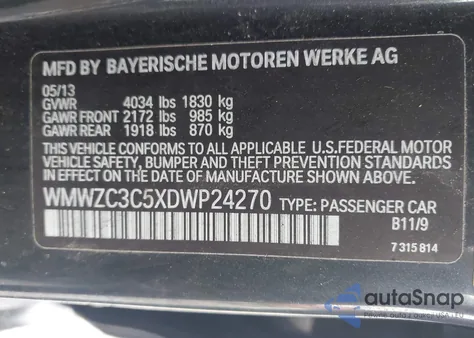 MFD BY BAYERISCHE MOTOREN WERKE AG
05/13
GVWR 4034 lbs 1830 kg
GAWR FRONT 2172 lbs 985 kg
GAWR REAR 1918 lbs 870 kg
THIS VEHICLE CONFORMS TO ALL APPLICABLE U.S.FEDERAL MOTOR
VEHICLE SAFETY, BUMPER AND THEFT PREVENTION STANDARDS
IN EFFECT ON THE DATE OF MANUFACTURE SHOWN ABOVE.
WMWZC3C5XDWP24270 TYPE: PASSENGER CAR
B11/9
7 315 814
autoSnap